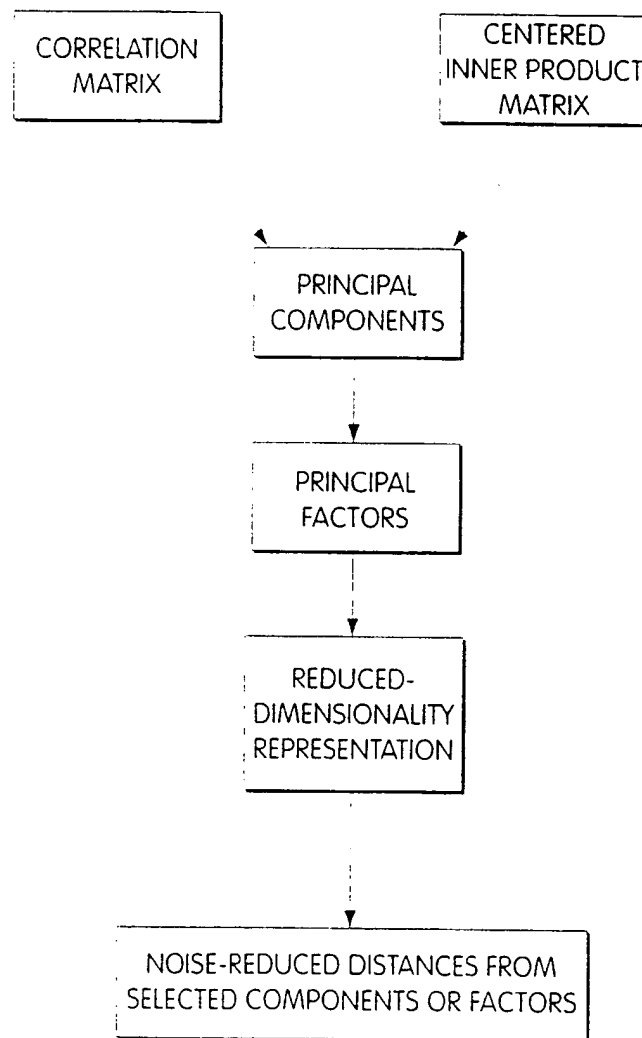 CORRELATION
MATRIX
CENTERED
INNER PRODUCT
MATRIX
PRINCIPAL
COMPONENTS
PRINCIPAL
FACTORS
REDUCED-
DIMENSIONALITY
REPRESENTATION
NOISE-REDUCED DISTANCES FROM
SELECTED COMPONENTS OR FACTORS